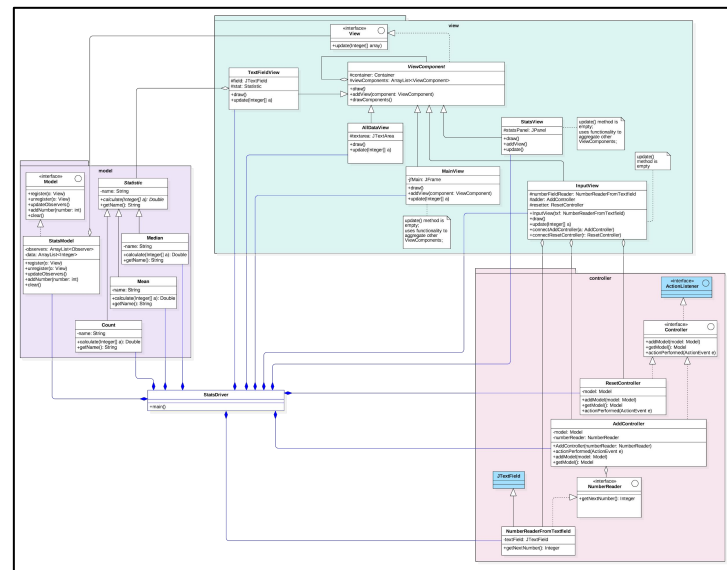 view
«interface»
View
+update(Integer[] array)
ViewComponent
#container: Container
#viewComponents: ArrayList<ViewComponent>
+draw()
+addView(component: ViewComponent)
+drawComponents()
TextFieldView
#field: JTextField
#stat: Statistic
+draw()
+update(Integer[] a)
AllDataView
#textarea: JTextArea
+draw()
+update(Integer[] a)
StatsView
#statsPanel: JPanel
+draw()
+addView()
+update()
update() method is
empty;
uses functionality to
aggregate other
ViewComponents;
update()
method
is empty
MainView
#Main: JFrame
+draw()
+addView(component: ViewComponent)
+update(Integer[] a)
update() method is
empty;
uses functionality to
aggregate other
ViewComponents;
InputView
#numberFieldReader: NumberReaderFromTextfield
#adder: AddController
#resetter: ResetController
+InputView(txt: NumberReaderFromTextfield)
+draw()
+update(Integer[] a)
+connectAddController(c: AddController)
+connectResetController(r: ResetController)
model
«interface»
Model
+register(o: View)
+unregister(o: View)
+updateObservers()
+addNumber(number: int)
+clear()
StatsModel
-observers: ArrayList<Observer>
-data: ArrayList<Integer>
+register(o: View)
+unregister(o: View)
+updateObservers()
+addNumber(number: int)
+clear()
Statistic
-name: String
+calculate(Integer[] a): Double
+getName(): String
Median
-name: String
+calculate(Integer[] a): Double
+getName(): String
Mean
-name: String
+calculate(Integer[] a): Double
+getName(): String
Count
-name: String
+calculate(Integer[] a): Double
+getName(): String
StatsDriver
+main()
controller
«interface»
ActionListener
«interface»
Controller
+addModel(model: Model)
+getModel(): Model
+actionPerformed(ActionEvent e)
ResetController
-model: Model
+addModel(model: Model)
+getModel(): Model
+actionPerformed(ActionEvent e)
AddController
-model: Model
-numberReader: NumberReader
+AddController(numberReader: NumberReader)
+actionPerformed(ActionEvent e)
+addModel(model: Model)
+getModel(): Model
JTextField
«interface»
NumberReader
+getNextNumber(): Integer
NumberReaderFromTextfield
-textField: JTextField
+getNextNumber(): Integer